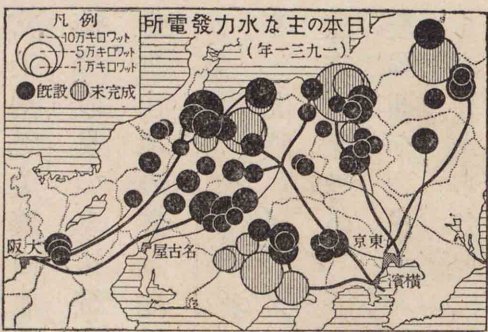 日本の主な水力發電所
(一九三一年)
凡例
10万キロワット
5万キロワット
1万キロワット
既設 未完成
大阪
名古屋
東京
横濱